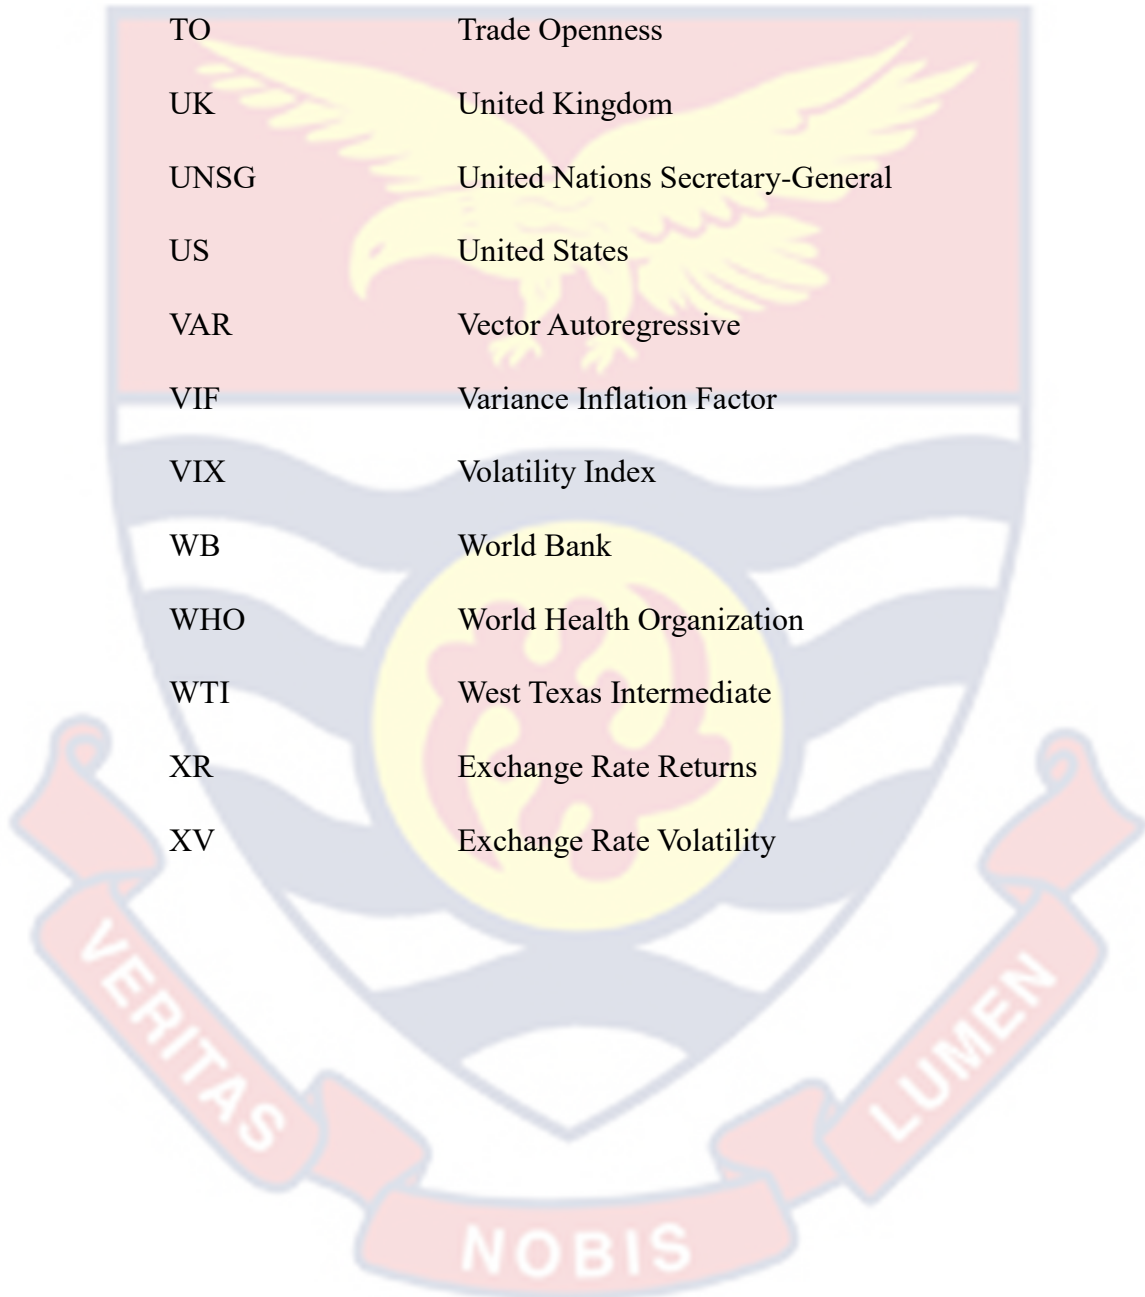 TO Trade Openness
UK United Kingdom
UNSG United Nations Secretary-General
US United States
VAR Vector Autoregressive
VIF Variance Inflation Factor
VIX Volatility Index
WB World Bank
WHO World Health Organization
WTI West Texas Intermediate
XR Exchange Rate Returns
XV Exchange Rate Volatility
VERITAS
NOBIS
LUMEN